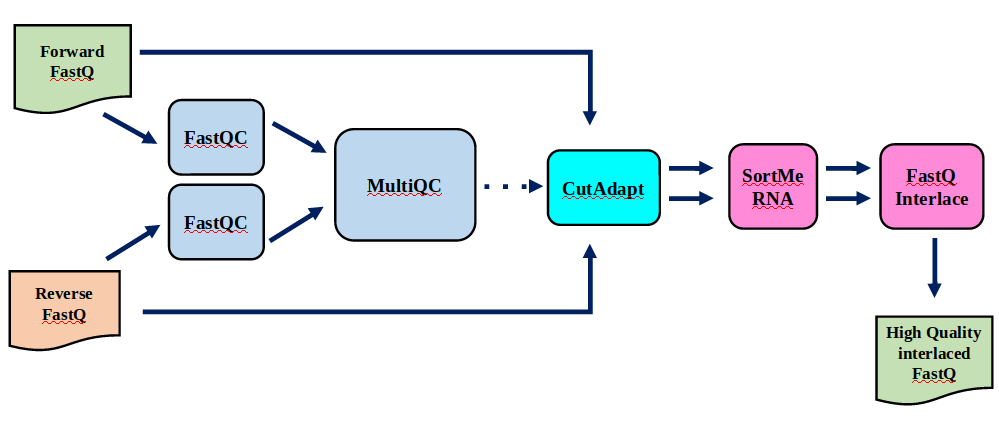 Forward
FastQ
FastQC
FastQC
Reverse
FastQ
MultiQC
CutAdapt
SortMe
RNA
FastQ
Interlace
High Quality
interlaced
FastQ